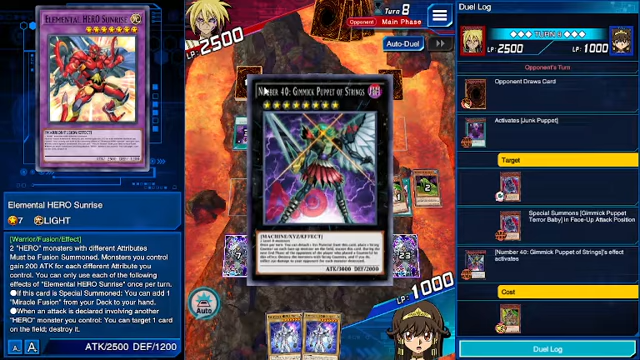 ELEMENTAL HERO SUNRISE
Elemental HERO Sunrise
7
LIGHT
[Warrior/Fusion/Effect]
2 "HERO" monsters with different Attributes
Must be Fusion Summoned. Monsters you
control gain 200 ATK for each different Attribute you
control. You can only use each of the following
effects of "Elemental HERO Sunrise" once per turn.
●If this card is Special Summoned: You can add 1
"Miracle Fusion" from your Deck to your hand.
●When an attack is declared involving another
"HERO" monster you control: You can target 1
card on the field; destroy it.
A A ATK/2500 DEF/1200
LP: 2500
Opponent
Turn 8
Main Phase
Auto-Duel
NUMBER 40: GIMMICK PUPPET OF STRINGS
[MACHINE/XYZ/EFFECT]
ATK/3000 DEF/2000
2
23
LP: 1000
Auto
Duel Log
LP 2500
LP 1000
Opponent's Turn
Opponent Draws Card
Activates [Junk Puppet]
Target
Special Summons [Gimmick Puppet
Terror Baby] in Face-Up Attack Position
[Number 40: Gimmick Puppet of Strings]'s effect
activates
Cost
Duel Log